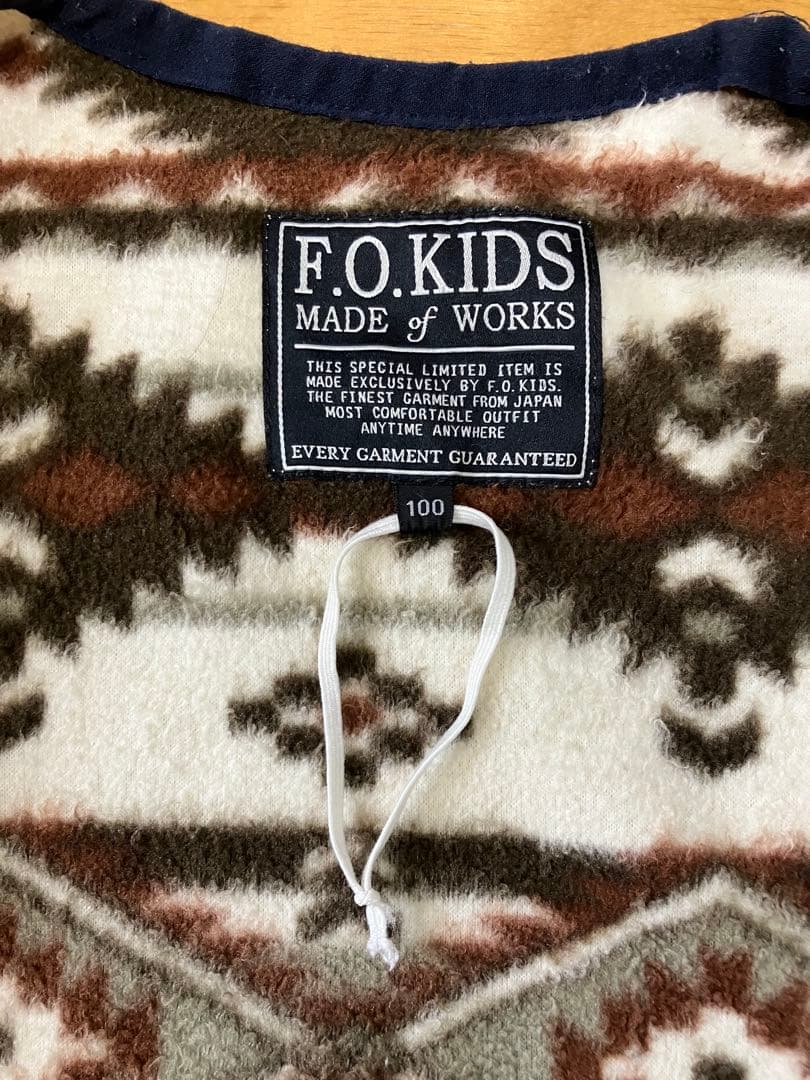 F.O.KIDS
MADE of WORKS
THIS SPECIAL LIMITED ITEM IS
MADE EXCLUSIVELY BY F.O.KIDS.
THE FINEST GARMENT FROM JAPAN
MOST COMFORTABLE OUTFIT
ANYTIME ANYWHERE
EVERY GARMENT GUARANTEED
100